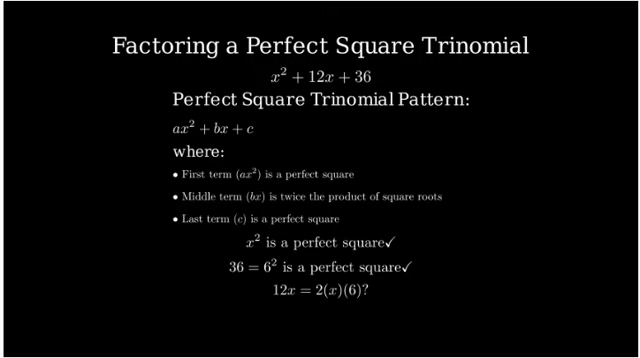 Factoring a Perfect Square Trinomial
x² + 12x + 36
Perfect Square Trinomial Pattern:
ax² + bx + c
where:
• First term (ax²) is a perfect square
• Middle term (bx) is twice the product of square roots
• Last term (c) is a perfect square
x² is a perfect square✓
36 = 6² is a perfect square✓
12x = 2(x)(6)?